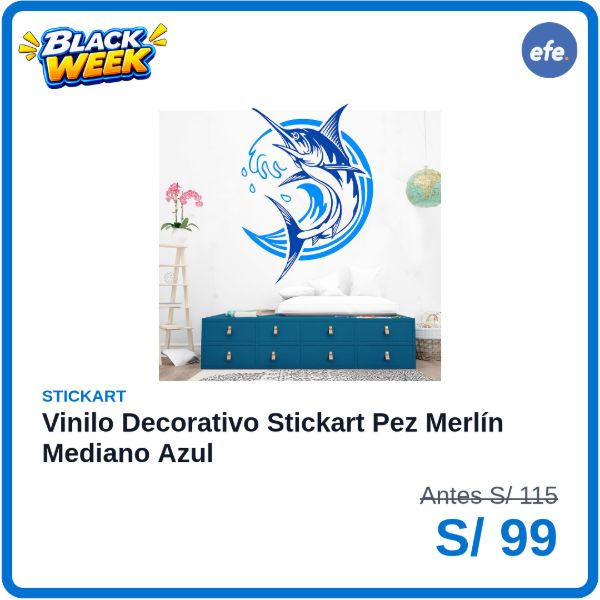 BLACK
WEEK
efe.
STICKART
Vinilo Decorativo Stickart Pez Merlín
Mediano Azul
Antes S/ 115
S/ 99